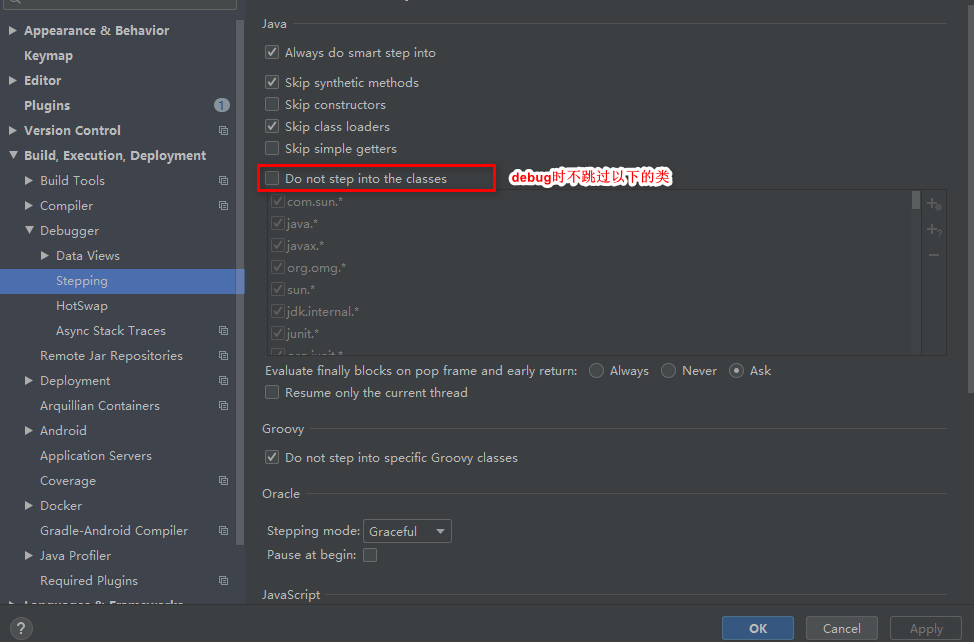 Appearance & Behavior
Keymap
Editor
Plugins 1
Version Control
Build, Execution, Deployment
Build Tools
Compiler
Debugger
Data Views
Stepping
HotSwap
Async Stack Traces
Remote Jar Repositories
Deployment
Arquillian Containers
Android
Application Servers
Coverage
Docker
Gradle-Android Compiler
Java Profiler
Required Plugins
Languages & Frameworks
Java
Always do smart step into
Skip synthetic methods
Skip constructors
Skip class loaders
Skip simple getters
Do not step into the classes debug时不跳过以下的类
com.sun.*
java.*
javax.*
org.omg.*
sun.*
jdk.internal.*
junit.*
org.junit.*
Evaluate finally blocks on pop frame and early return: Always Never Ask
Resume only the current thread
Groovy
Do not step into specific Groovy classes
Oracle
Stepping mode: Graceful
Pause at begin:
JavaScript
? OK Cancel Apply